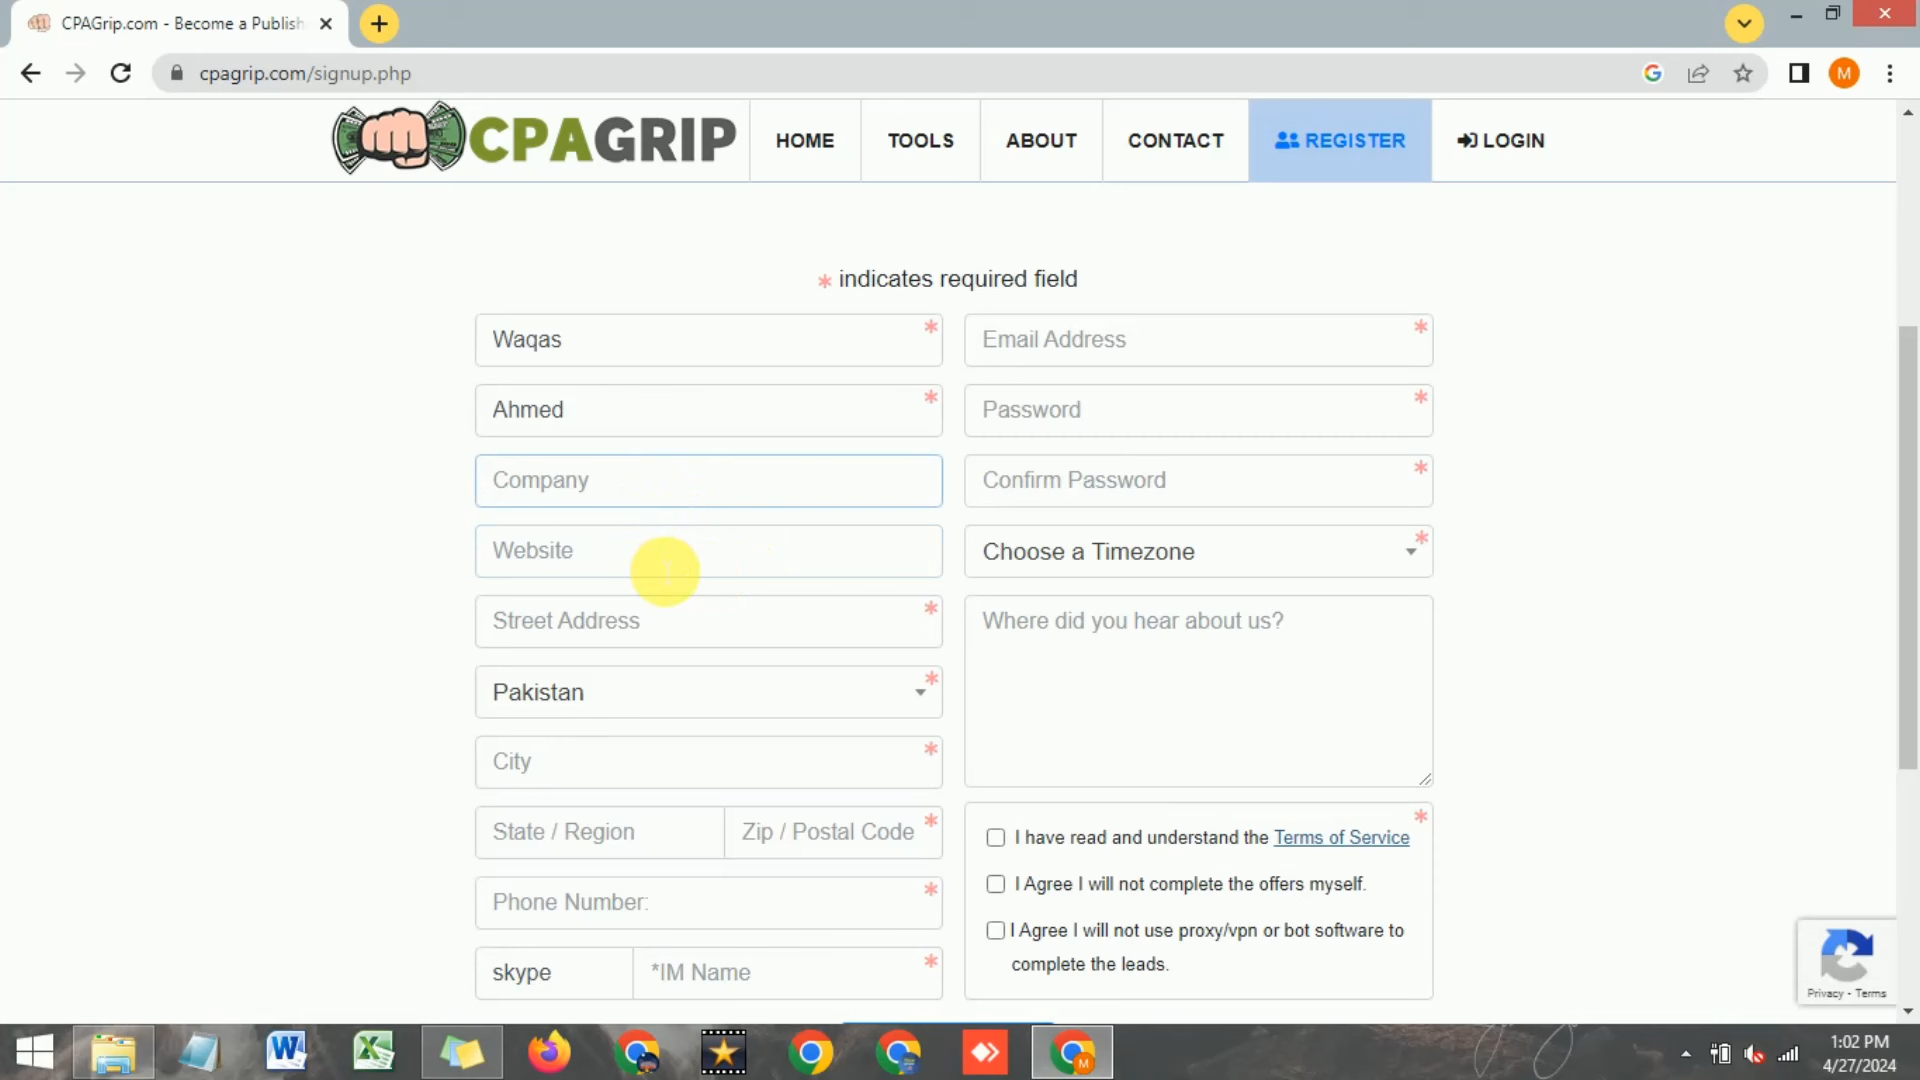 CPAGrip.com - Become a Publish
cpagrip.com/signup.php
M
CPAGRIP
HOME
TOOLS
ABOUT
CONTACT
REGISTER
LOGIN
* indicates required field
Waqas *
Email Address *
Ahmed *
Password *
Company
Confirm Password *
Website
Choose a Timezone *
Street Address *
Where did you hear about us?
Pakistan *
City *
State / Region
Zip / Postal Code *
I have read and understand the Terms of Service *
I Agree I will not complete the offers myself.
Phone Number: *
I Agree I will not use proxy/vpn or bot software to
complete the leads.
skype
*IM Name *
Privacy - Terms
1:02 PM
4/27/2024